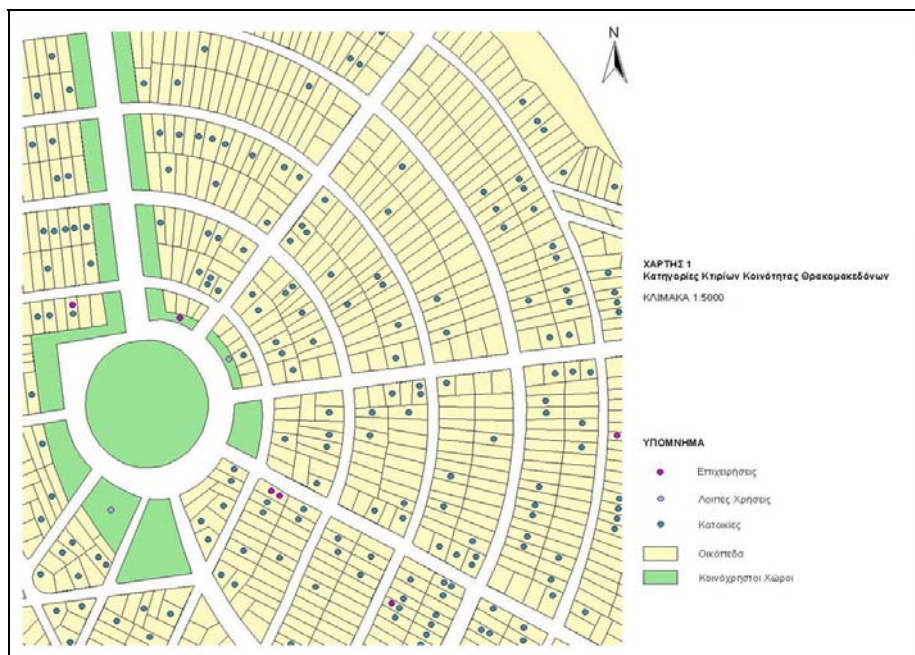 N
ΧΑΡΤΗΣ 1
Κατηγορίες Κτιρίων Κοινότητας Θρακομακεδόνων
ΚΛΙΜΑΚΑ 1:5000
ΥΠΟΜΝΗΜΑ
Επιχειρήσεις
Λοιπές Χρήσεις
Κατοικίες
Οικόπεδα
Κοινόχρηστοι Χώροι